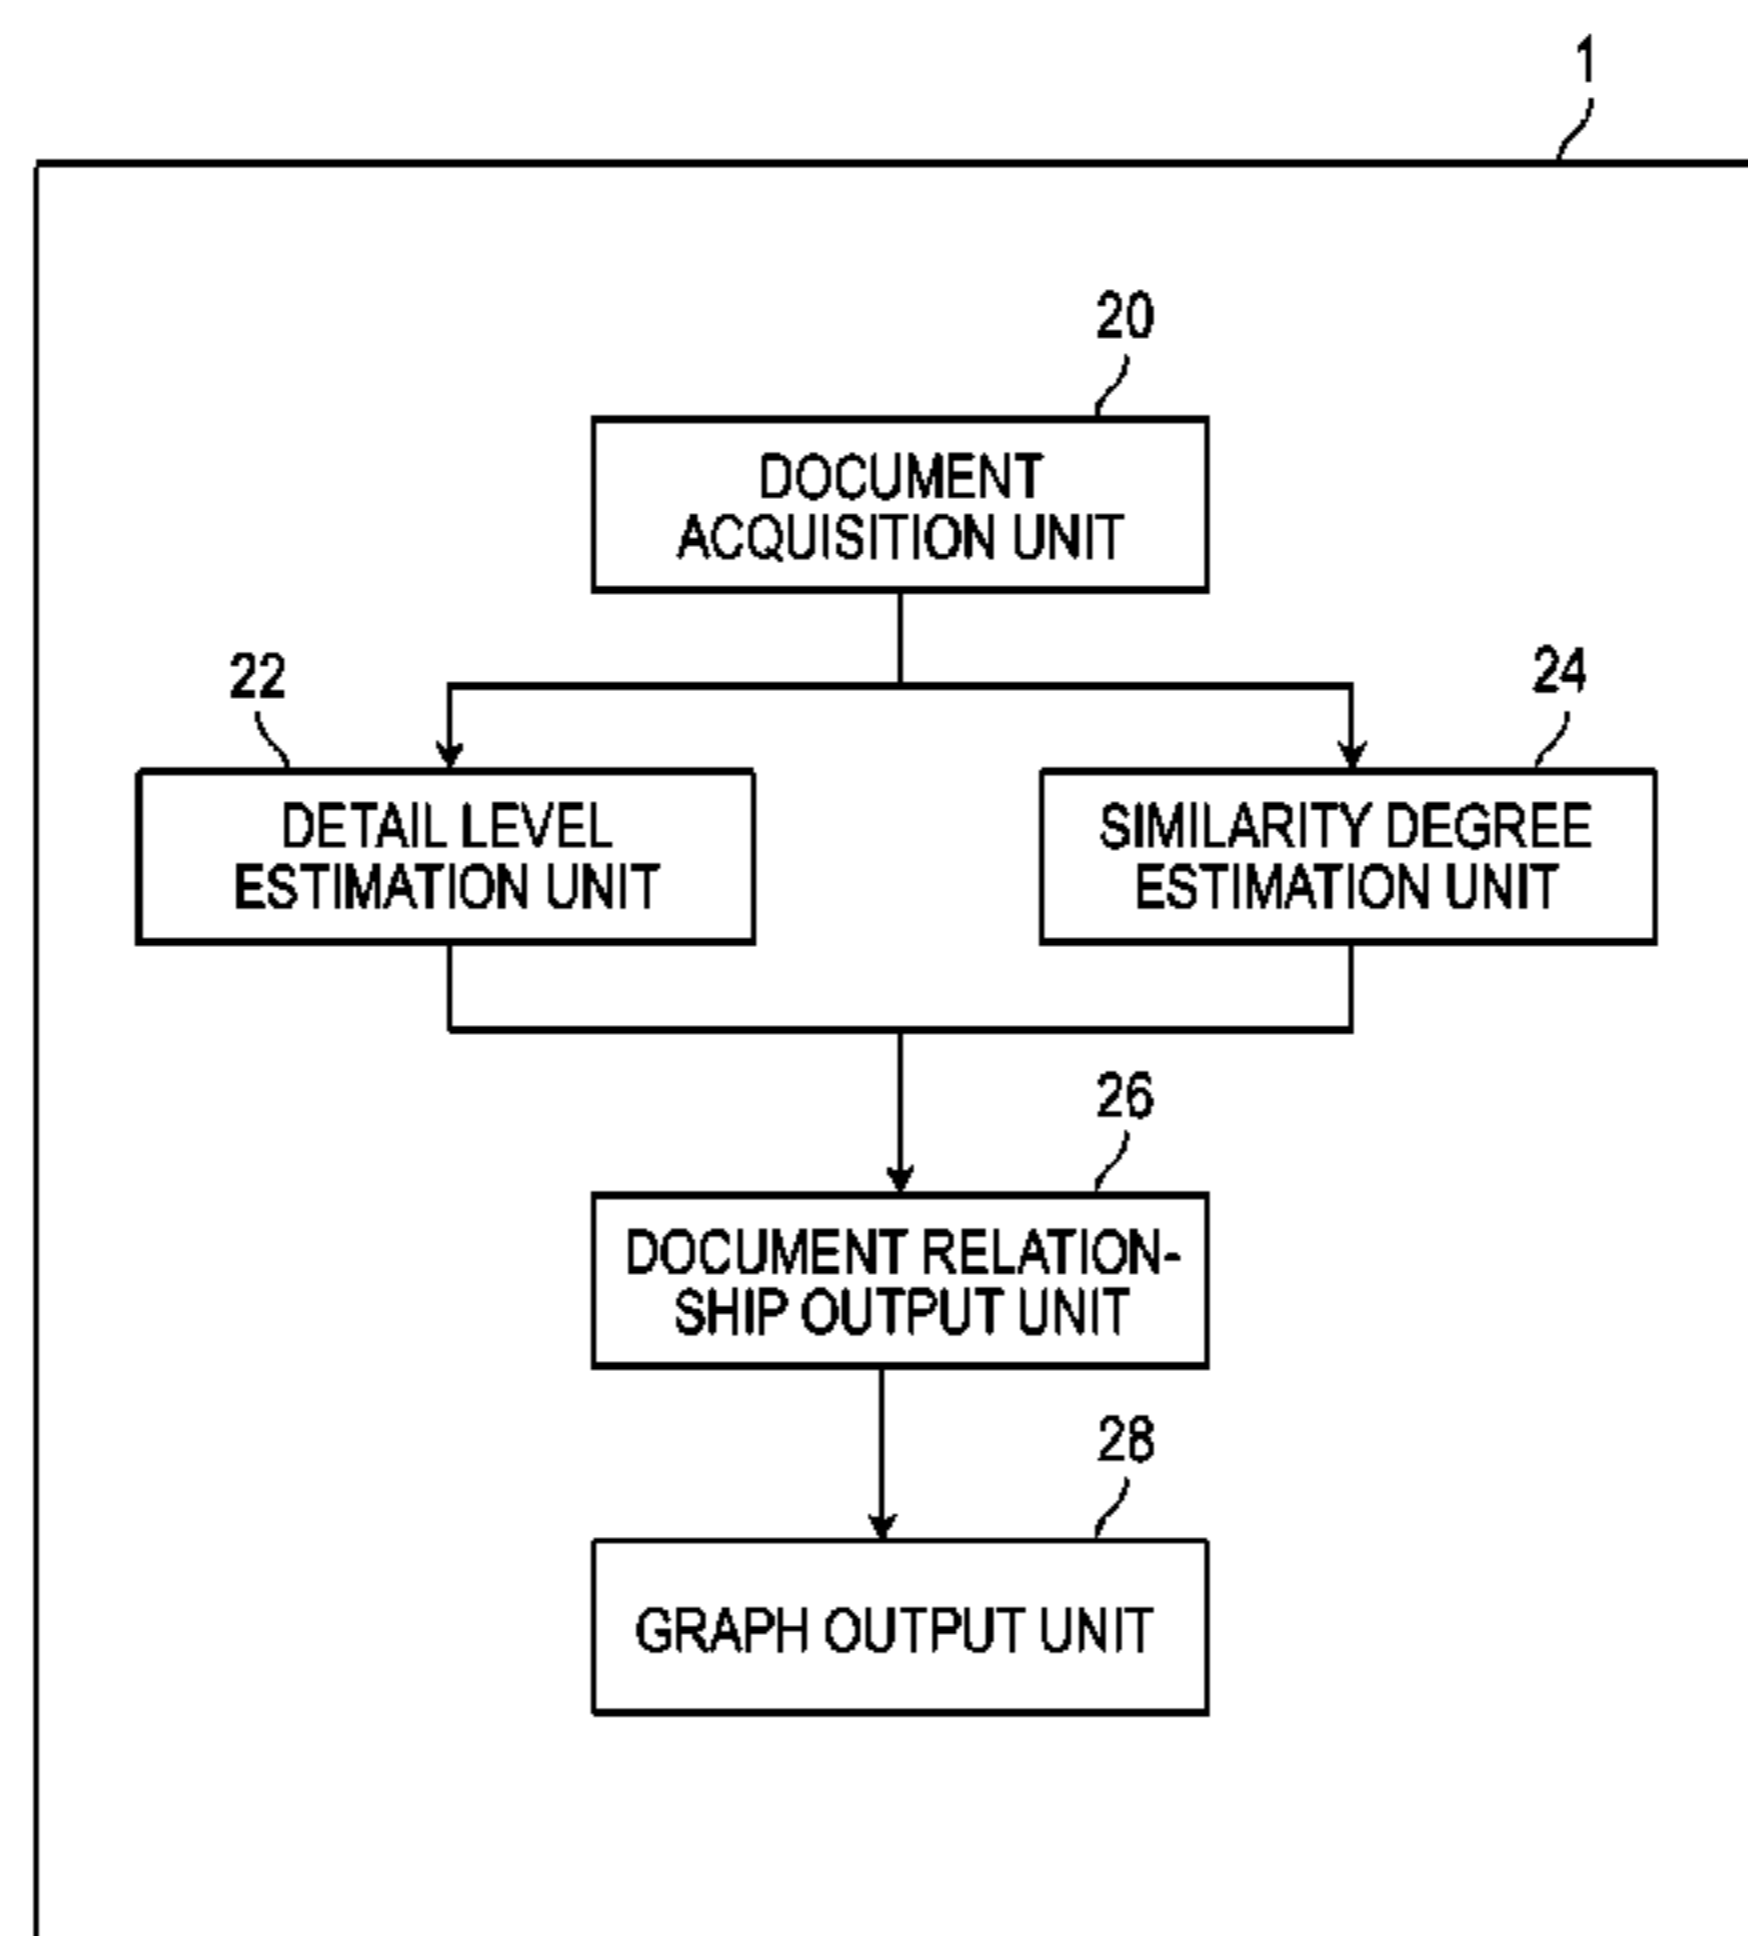 1
20
DOCUMENT
ACQUISITION UNIT
22
24
DETAIL LEVEL
ESTIMATION UNIT
SIMILARITY DEGREE
ESTIMATION UNIT
26
DOCUMENT RELATION-
SHIP OUTPUT UNIT
28
GRAPH OUTPUT UNIT